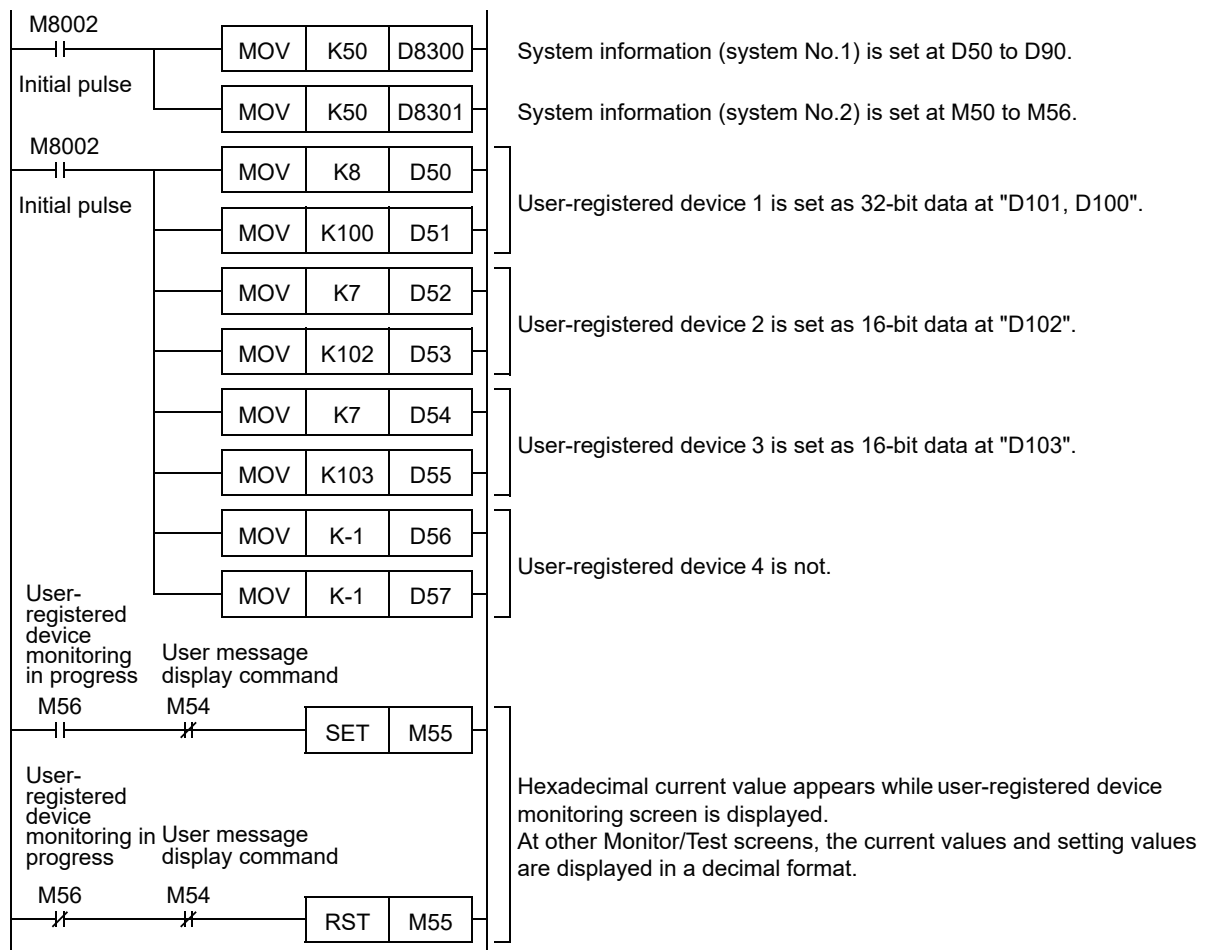 M8002
MOV K50 D8300
System information (system No.1) is set at D50 to D90.
Initial pulse
MOV K50 D8301
System information (system No.2) is set at M50 to M56.
M8002
MOV K8 D50
Initial pulse
User-registered device 1 is set as 32-bit data at "D101, D100".
MOV K100 D51
MOV K7 D52
User-registered device 2 is set as 16-bit data at "D102".
MOV K102 D53
MOV K7 D54
User-registered device 3 is set as 16-bit data at "D103".
MOV K103 D55
MOV K-1 D56
User-registered device 4 is not.
MOV K-1 D57
User-
registered
device
monitoring
in progress
User message
display command
M56 M54
SET M55
User-
registered
device
monitoring in
progress
User message
display command
Hexadecimal current value appears while user-registered device
monitoring screen is displayed.
At other Monitor/Test screens, the current values and setting values
are displayed in a decimal format.
M56 M54
RST M55